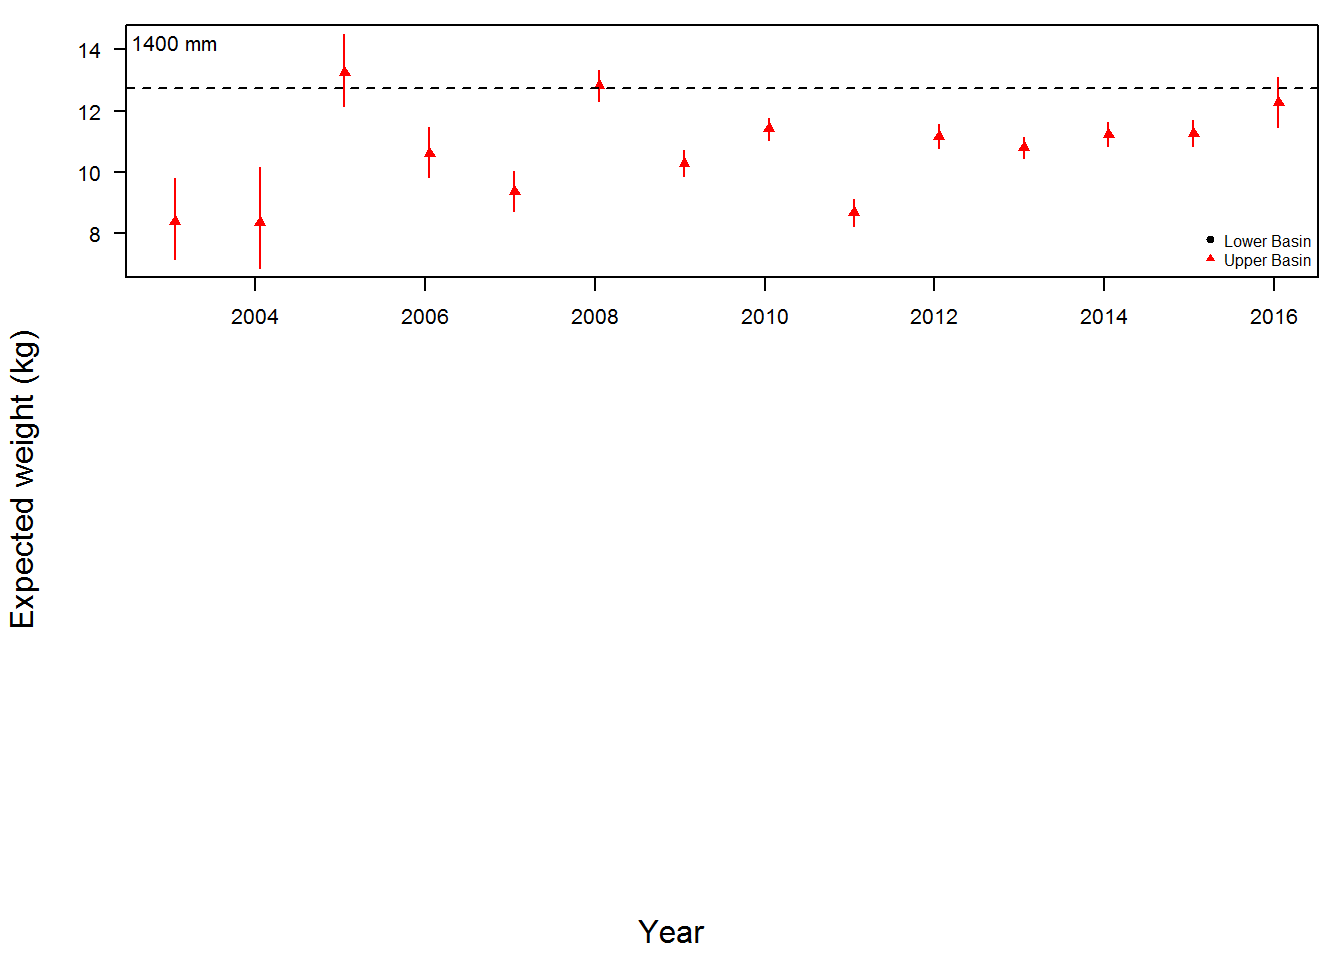 1400 mm
14
12
10
8
Lower Basin
Upper Basin
2004 2006 2008 2010 2012 2014 2016
Expected weight (kg)
Year